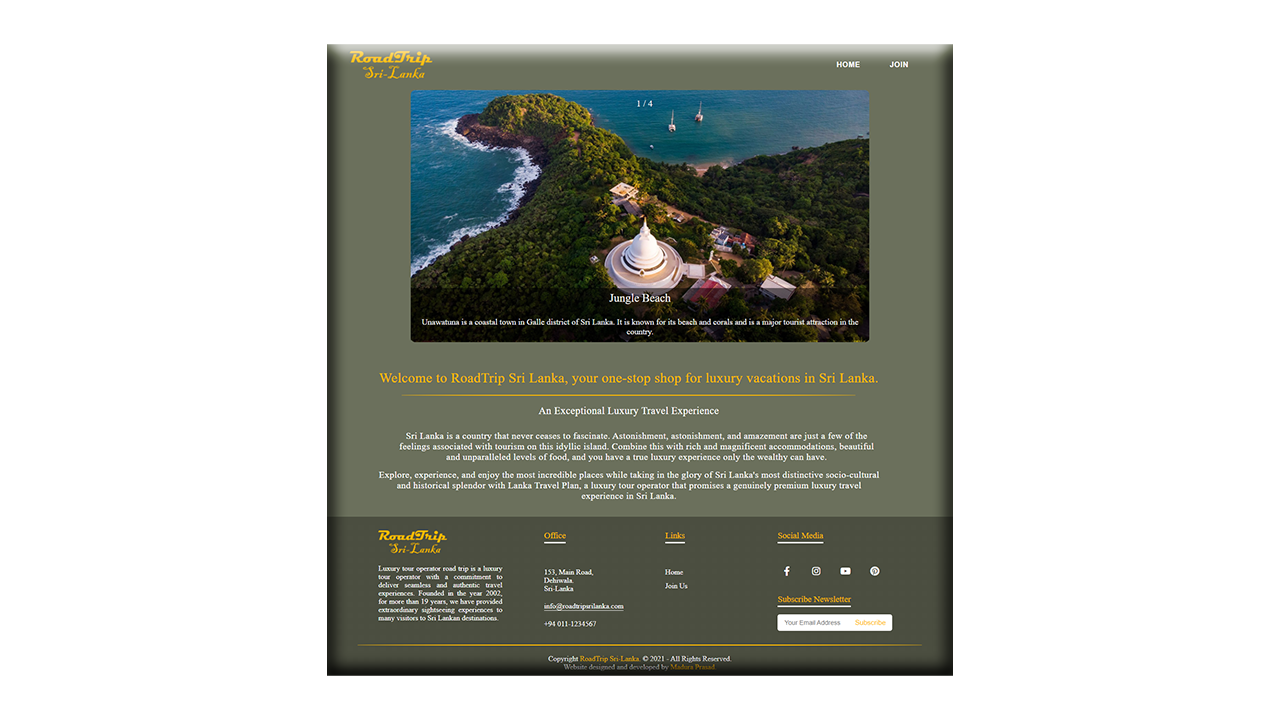 RoadTrip
Sri-Lanka
HOME JOIN
1 / 4
Jungle Beach
Unawatuna is a coastal town in Galle district of Sri Lanka. It is known for its beach and corals and is a major tourist attraction in the
country.
Welcome to RoadTrip Sri Lanka, your one-stop shop for luxury vacations in Sri Lanka.
An Exceptional Luxury Travel Experience
Sri Lanka is a country that never ceases to fascinate. Astonishment, astonishment, and amazement are just a few of the
feelings associated with tourism on this idyllic island. Combine this with rich and magnificent accommodations, beautiful
and unparalleled levels of food, and you have a true luxury experience only the wealthy can have.
Explore, experience, and enjoy the most incredible places while taking in the glory of Sri Lanka's most distinctive socio-cultural
and historical splendor with Lanka Travel Plan, a luxury tour operator that promises a genuinely premium luxury travel
experience in Sri Lanka.
RoadTrip
Sri-Lanka
Luxury tour operator road trip is a luxury
tour operator with a commitment to
deliver seamless and authentic travel
experiences. Founded in the year 2002,
for more than 19 years, we have provided
extraordinary sightseeing experiences to
many visitors to Sri Lankan destinations.
Office
153, Main Road,
Dehiwala.
Sri-Lanka
info@roadtripsrilanka.com
+94 011-1234567
Links
Home
Join Us
Social Media
Subscribe Newsletter
Your Email Address Subscribe
Copyright RoadTrip Sri-Lanka. © 2021 - All Rights Reserved.
Website designed and developed by Madura Prasad.